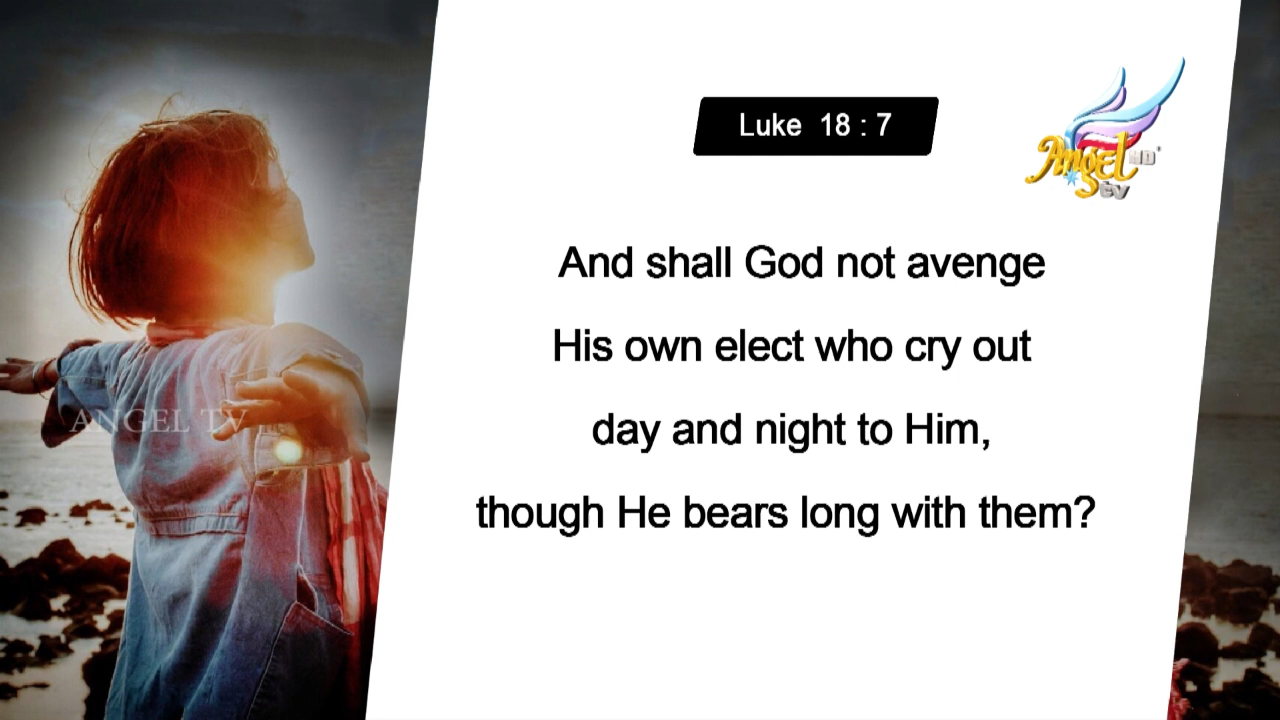 Luke 18 : 7
Angel HD
tv
And shall God not avenge
His own elect who cry out
day and night to Him,
though He bears long with them?
ANGEL TV